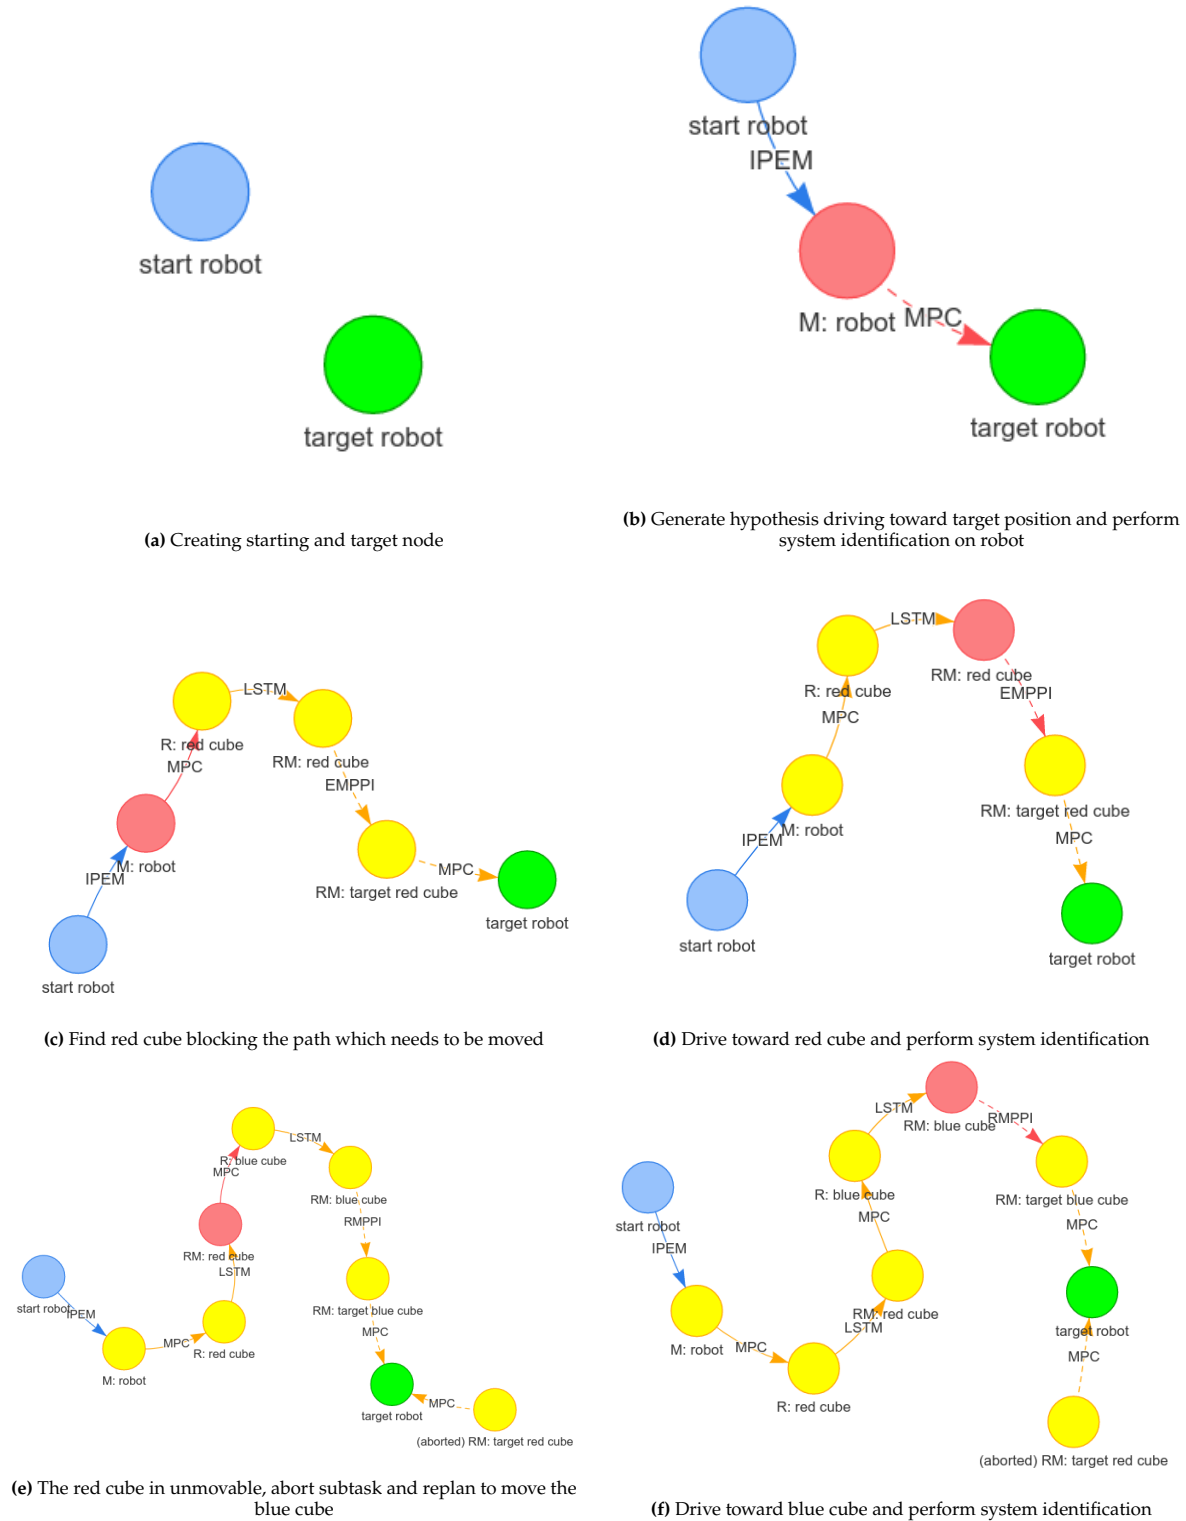 start robot
target robot
(a) Creating starting and target node
start robot
IPEM
M: robot
MPC
target robot
(b) Generate hypothesis driving toward target position and perform
system identification on robot
LSTM
R: red cube
RM: red cube
MPC
EMPPI
M: robot
IPEM
RM: target red cube
MPC
target robot
start robot
(c) Find red cube blocking the path which needs to be moved
LSTM
R: red cube
RM: red cube
EMPPI
MPC
M: robot
IPEM
RM: target red cube
MPC
start robot
target robot
(d) Drive toward red cube and perform system identification
LSTM
R: blue cube
MPC
RM: blue cube
RMPPI
RM: red cube
LSTM
start robot
IPEM
RM: target blue cube
MPC
MPC
R: red cube
M: robot
target robot
MPC
(aborted) RM: target red cube
(e) The red cube in unmovable, abort subtask and replan to move the
blue cube
LSTM
RM: blue cube
RMPPI
R: blue cube
RM: target blue cube
MPC
MPC
start robot
IPEM
RM: red cube
LSTM
target robot
M: robot
MPC
MPC
R: red cube
(aborted) RM: target red cube
(f) Drive toward blue cube and perform system identification